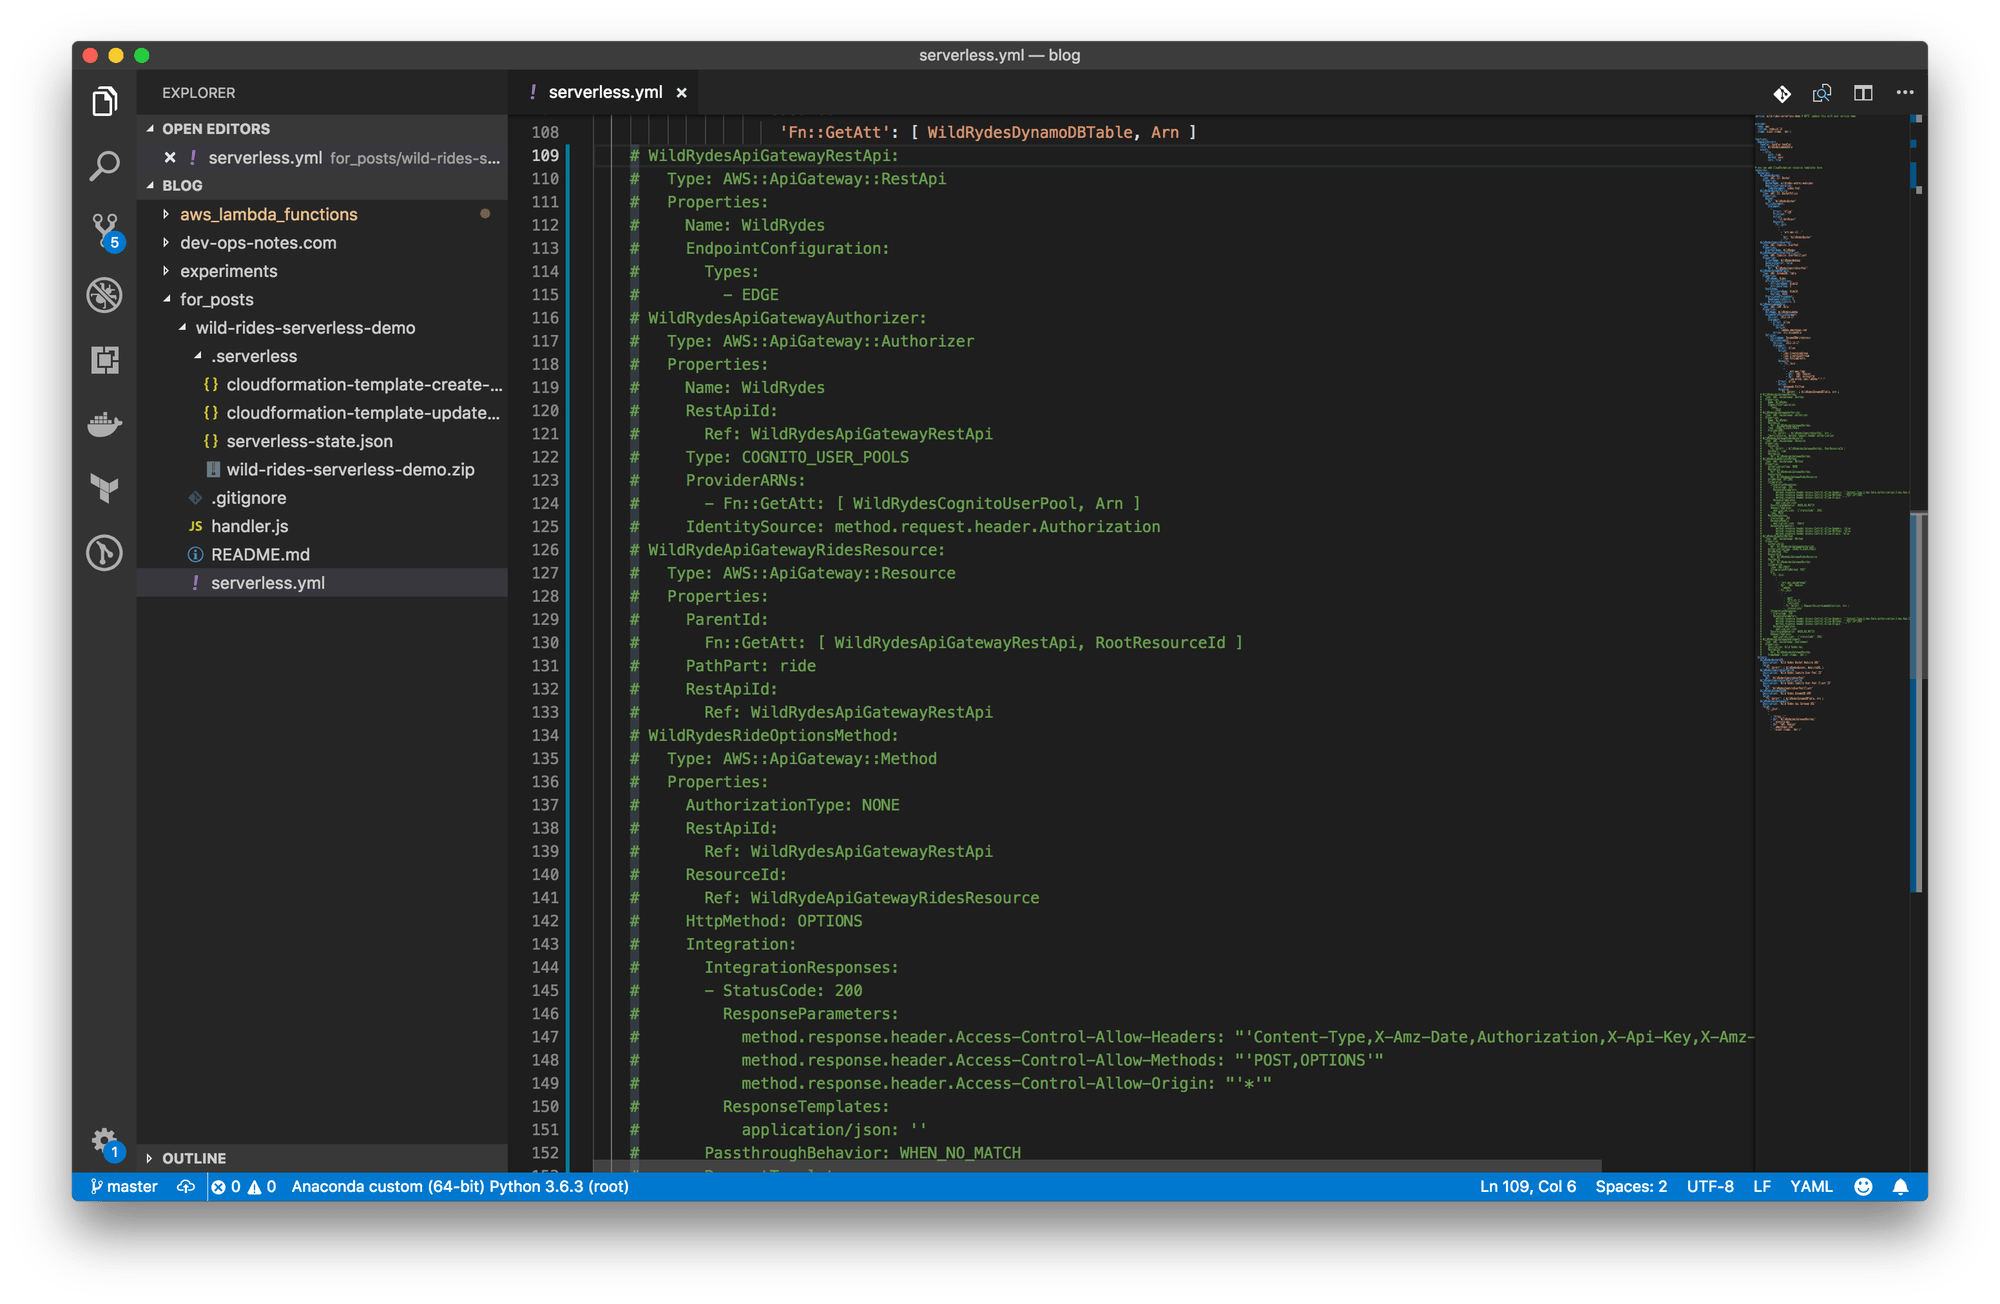 serverless.yml — blog
EXPLORER
OPEN EDITORS
× ! serverless.yml for_posts/wild-rides-s...
BLOG
aws_lambda_functions
dev-ops-notes.com
experiments
for_posts
wild-rides-serverless-demo
.serverless
{} cloudformation-template-create-...
{} cloudformation-template-update...
{} serverless-state.json
wild-rides-serverless-demo.zip
.gitignore
JS handler.js
README.md
! serverless.yml
OUTLINE
5
1
! serverless.yml ×
108 'Fn::GetAtt': [ WildRydesDynamoDBTable, Arn ]
109 # WildRydesApiGatewayRestApi:
110 #   Type: AWS::ApiGateway::RestApi
111 #   Properties:
112 #     Name: WildRydes
113 #     EndpointConfiguration:
114 #       Types:
115 #         - EDGE
116 # WildRydesApiGatewayAuthorizer:
117 #   Type: AWS::ApiGateway::Authorizer
118 #   Properties:
119 #     Name: WildRydes
120 #     RestApiId:
121 #       Ref: WildRydesApiGatewayRestApi
122 #     Type: COGNITO_USER_POOLS
123 #     ProviderARNs:
124 #       - Fn::GetAtt: [ WildRydesCognitoUserPool, Arn ]
125 #     IdentitySource: method.request.header.Authorization
126 # WildRydeApiGatewayRidesResource:
127 #   Type: AWS::ApiGateway::Resource
128 #   Properties:
129 #     ParentId:
130 #       Fn::GetAtt: [ WildRydesApiGatewayRestApi, RootResourceId ]
131 #     PathPart: ride
132 #     RestApiId:
133 #       Ref: WildRydesApiGatewayRestApi
134 # WildRydesRideOptionsMethod:
135 #   Type: AWS::ApiGateway::Method
136 #   Properties:
137 #     AuthorizationType: NONE
138 #     RestApiId:
139 #       Ref: WildRydesApiGatewayRestApi
140 #     ResourceId:
141 #       Ref: WildRydeApiGatewayRidesResource
142 #     HttpMethod: OPTIONS
143 #     Integration:
144 #       IntegrationResponses:
145 #       - StatusCode: 200
146 #         ResponseParameters:
147 #           method.response.header.Access-Control-Allow-Headers: "'Content-Type,X-Amz-Date,Authorization,X-Api-Key,X-Amz-
148 #           method.response.header.Access-Control-Allow-Methods: "'POST,OPTIONS'"
149 #           method.response.header.Access-Control-Allow-Origin: "'*'"
150 #         ResponseTemplates:
151 #           application/json: ''
152 #       PassthroughBehavior: WHEN_NO_MATCH
master 0 0 Anaconda custom (64-bit) Python 3.6.3 (root) Ln 109, Col 6 Spaces: 2 UTF-8 LF YAML